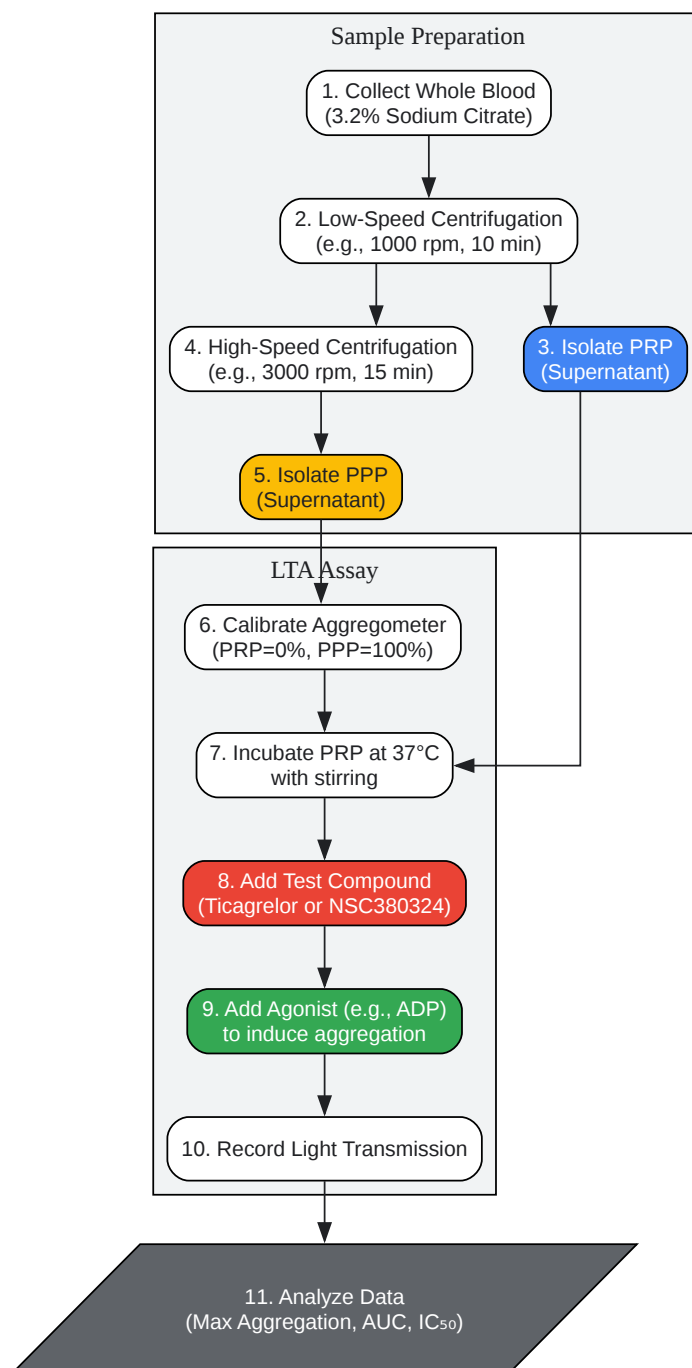 Sample Preparation
1. Collect Whole Blood
(3.2% Sodium Citrate)
2. Low-Speed Centrifugation
(e.g., 1000 rpm, 10 min)
4. High-Speed Centrifugation
(e.g., 3000 rpm, 15 min)
3. Isolate PRP
(Supernatant)
5. Isolate PPP
(Supernatant)
LTA Assay
6. Calibrate Aggregometer
(PRP=0%, PPP=100%)
7. Incubate PRP at 37°C
with stirring
8. Add Test Compound
(Ticagrelor or NSC380324)
9. Add Agonist (e.g., ADP)
to induce aggregation
10. Record Light Transmission
11. Analyze Data
(Max Aggregation, AUC, IC₅₀)